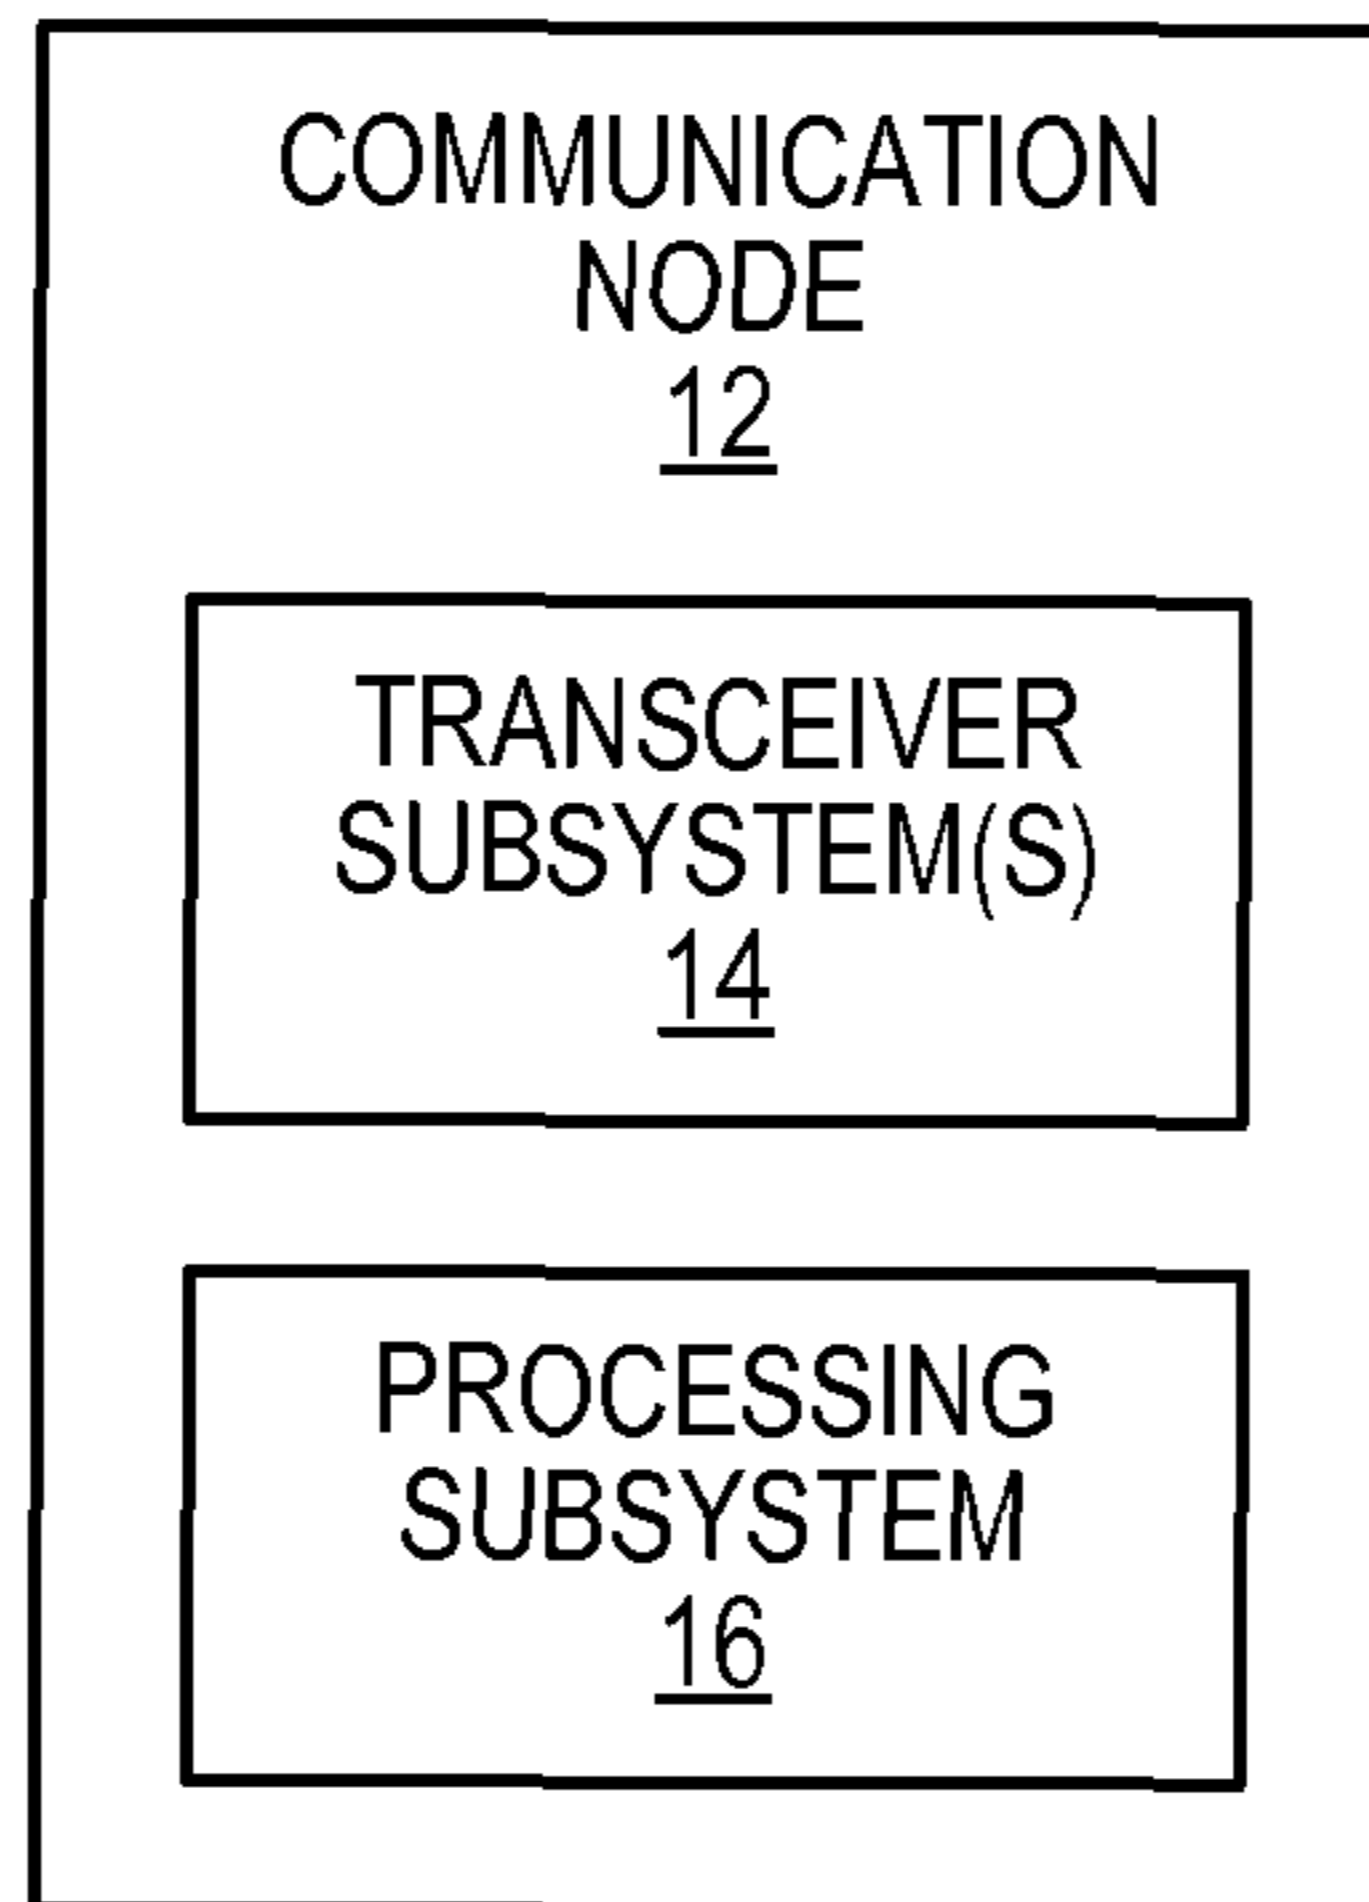 COMMUNICATION
NODE
12
TRANSCEIVER
SUBSYSTEM(S)
14
PROCESSING
SUBSYSTEM
16